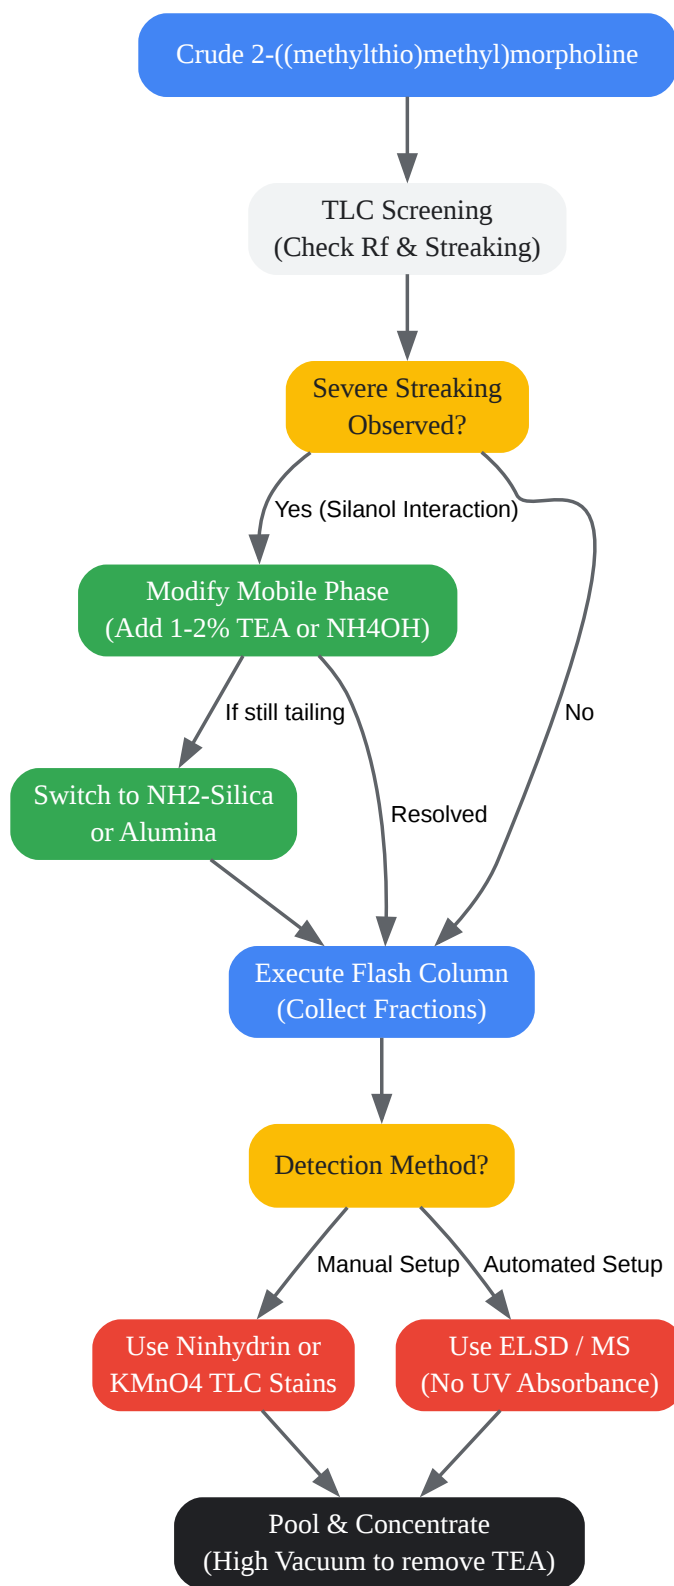 Crude 2-((methylthio)methyl)morpholine
TLC Screening
(Check Rf & Streaking)
Severe Streaking
Observed?
Yes (Silanol Interaction)
Modify Mobile Phase
(Add 1-2% TEA or NH4OH)
If still tailing
No
Switch to NH2-Silica
or Alumina
Resolved
Execute Flash Column
(Collect Fractions)
Detection Method?
Manual Setup
Automated Setup
Use Ninhydrin or
KMnO4 TLC Stains
Use ELSD / MS
(No UV Absorbance)
Pool & Concentrate
(High Vacuum to remove TEA)